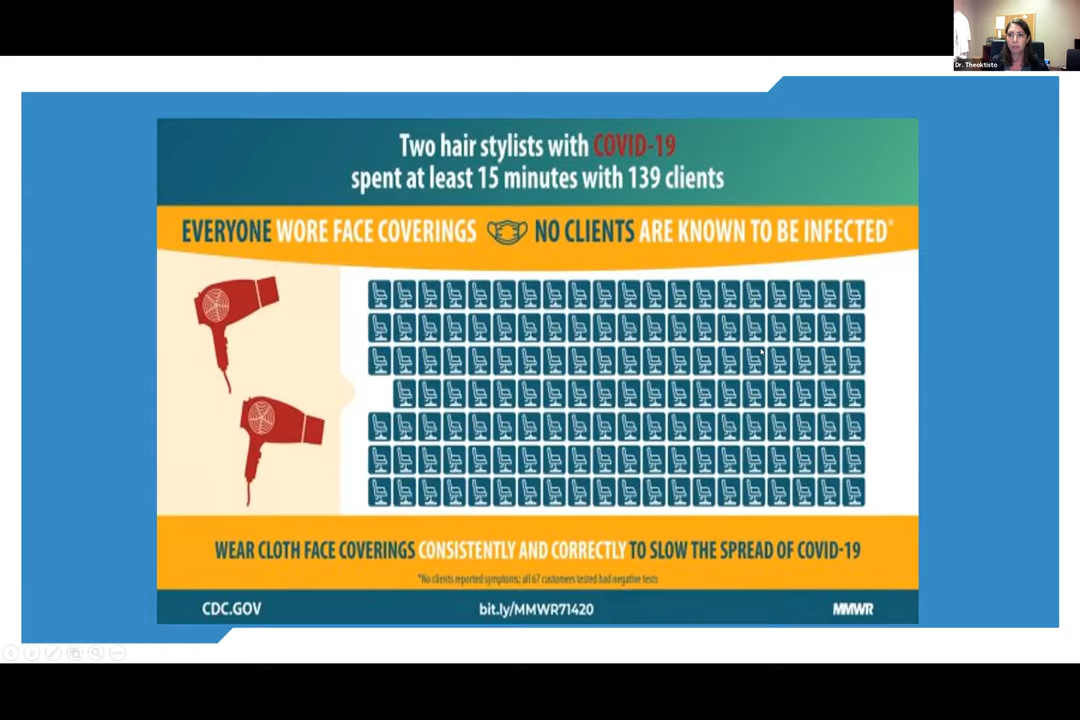 Dr. Theoktisto
Two hair stylists with COVID-19
spent at least 15 minutes with 139 clients
EVERYONE WORE FACE COVERINGS NO CLIENTS ARE KNOWN TO BE INFECTED*
WEAR CLOTH FACE COVERINGS CONSISTENTLY AND CORRECTLY TO SLOW THE SPREAD OF COVID-19
*No clients reported symptoms; all 67 customers tested had negative tests
CDC.GOV bit.ly/MMWR71420 MMWR